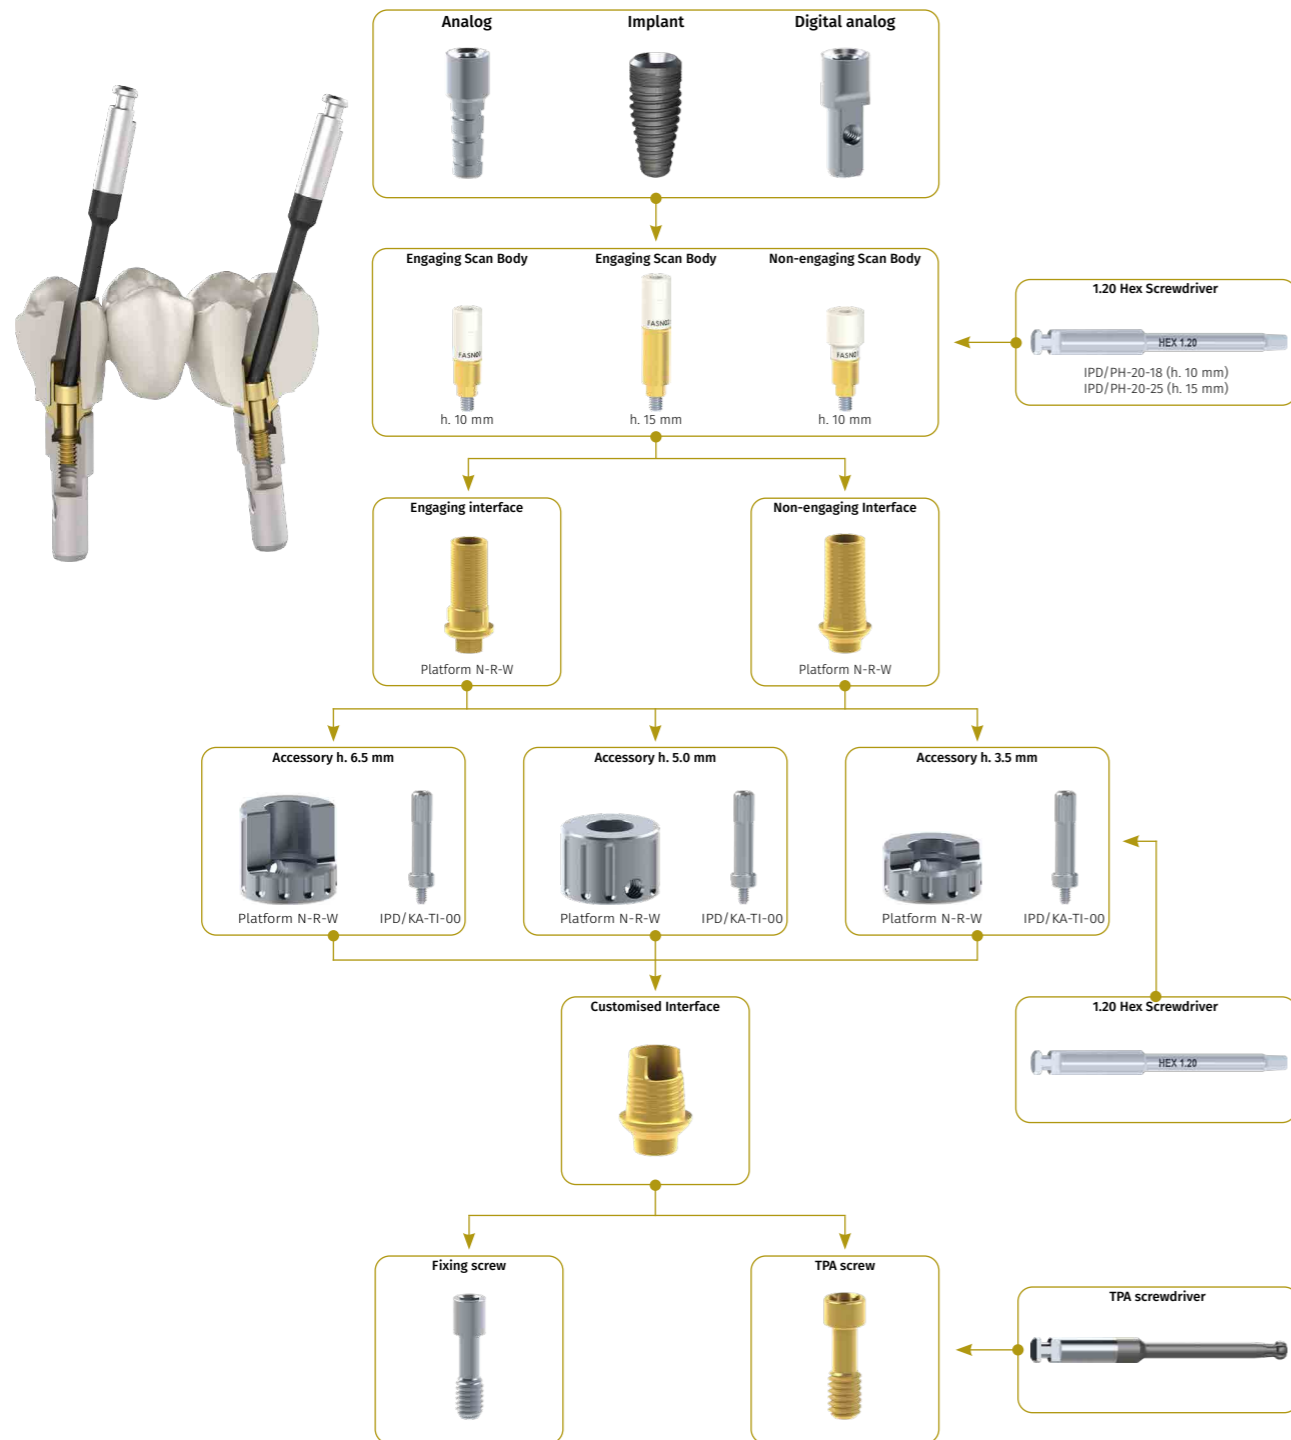 Analog
Implant
Digital analog
Engaging Scan Body
Engaging Scan Body
Non-engaging Scan Body
h. 10 mm
h. 15 mm
h. 10 mm
1.20 Hex Screwdriver
HEX 1.20
IPD/PH-20-18 (h. 10 mm)
IPD/PH-20-25 (h. 15 mm)
Engaging interface
Non-engaging Interface
Platform N-R-W
Platform N-R-W
Accessory h. 6.5 mm
Accessory h. 5.0 mm
Accessory h. 3.5 mm
Platform N-R-W
IPD/KA-TI-00
Platform N-R-W
IPD/KA-TI-00
Platform N-R-W
IPD/KA-TI-00
Customised Interface
1.20 Hex Screwdriver
HEX 1.20
Fixing screw
TPA screw
TPA screwdriver